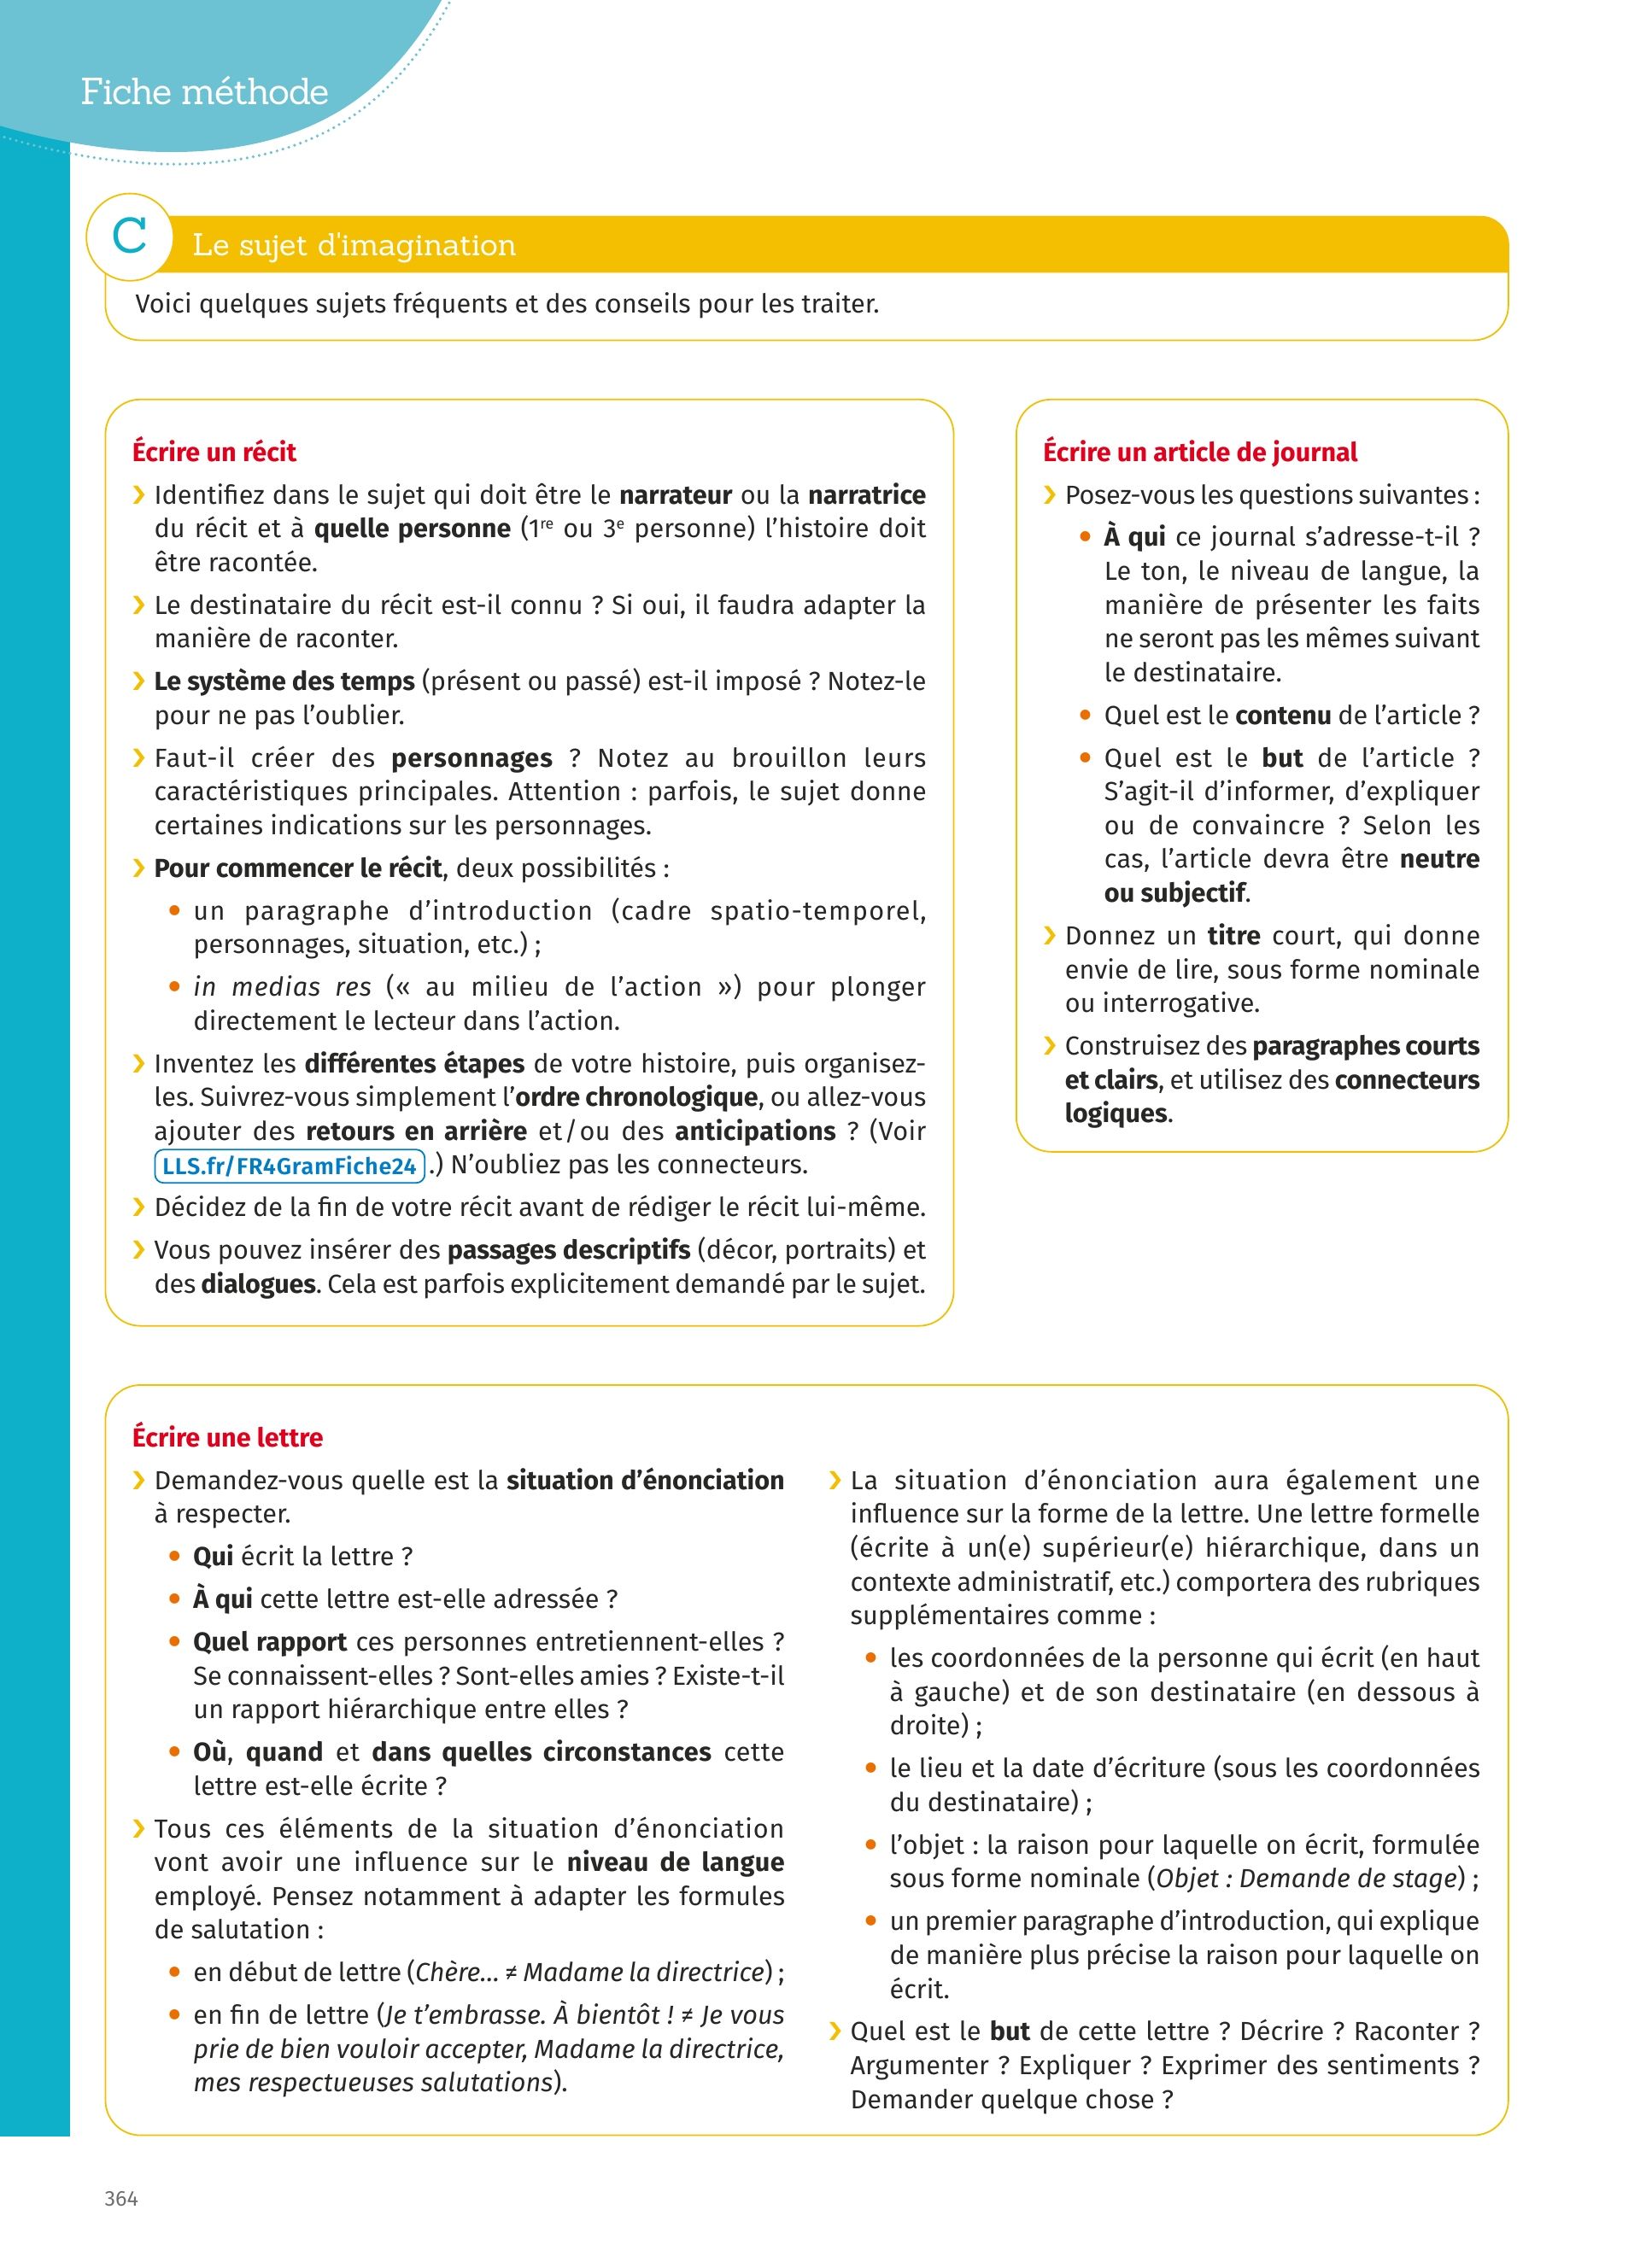 Fiche méthode
C
Le sujet d'imagination
Voici quelques sujets fréquents et des conseils pour les traiter.
Écrire un récit
› Identifiez dans le sujet qui doit être le narrateur ou la narratrice
du récit et à quelle personne (1re ou 3e personne) l’histoire doit
être racontée.
› Le destinataire du récit est-il connu ? Si oui, il faudra adapter la
manière de raconter.
› Le système des temps (présent ou passé) est-il imposé ? Notez-le
pour ne pas l’oublier.
› Faut-il créer des personnages ? Notez au brouillon leurs
caractéristiques principales. Attention : parfois, le sujet donne
certaines indications sur les personnages.
› Pour commencer le récit, deux possibilités :
• un paragraphe d’introduction (cadre spatio-temporel,
personnages, situation, etc.) ;
• in medias res (« au milieu de l’action ») pour plonger
directement le lecteur dans l’action.
› Inventez les différentes étapes de votre histoire, puis organisez-
les. Suivrez-vous simplement l’ordre chronologique, ou allez-vous
ajouter des retours en arrière et/ou des anticipations ? (Voir
LLS.fr/FR4GramFiche24 .) N’oubliez pas les connecteurs.
› Décidez de la fin de votre récit avant de rédiger le récit lui-même.
› Vous pouvez insérer des passages descriptifs (décor, portraits) et
des dialogues. Cela est parfois explicitement demandé par le sujet.
Écrire un article de journal
› Posez-vous les questions suivantes :
• À qui ce journal s’adresse-t-il ?
Le ton, le niveau de langue, la
manière de présenter les faits
ne seront pas les mêmes suivant
le destinataire.
• Quel est le contenu de l’article ?
• Quel est le but de l’article ?
S’agit-il d’informer, d’expliquer
ou de convaincre ? Selon les
cas, l’article devra être neutre
ou subjectif.
› Donnez un titre court, qui donne
envie de lire, sous forme nominale
ou interrogative.
› Construisez des paragraphes courts
et clairs, et utilisez des connecteurs
logiques.
Écrire une lettre
› Demandez-vous quelle est la situation d’énonciation
à respecter.
• Qui écrit la lettre ?
• À qui cette lettre est-elle adressée ?
• Quel rapport ces personnes entretiennent-elles ?
Se connaissent-elles ? Sont-elles amies ? Existe-t-il
un rapport hiérarchique entre elles ?
• Où, quand et dans quelles circonstances cette
lettre est-elle écrite ?
› Tous ces éléments de la situation d’énonciation
vont avoir une influence sur le niveau de langue
employé. Pensez notamment à adapter les formules
de salutation :
• en début de lettre (Chère... ≠ Madame la directrice) ;
• en fin de lettre (Je t’embrasse. À bientôt ! ≠ Je vous
prie de bien vouloir accepter, Madame la directrice,
mes respectueuses salutations).
› La situation d’énonciation aura également une
influence sur la forme de la lettre. Une lettre formelle
(écrite à un(e) supérieur(e) hiérarchique, dans un
contexte administratif, etc.) comportera des rubriques
supplémentaires comme :
• les coordonnées de la personne qui écrit (en haut
à gauche) et de son destinataire (en dessous à
droite) ;
• le lieu et la date d’écriture (sous les coordonnées
du destinataire) ;
• l’objet : la raison pour laquelle on écrit, formulée
sous forme nominale (Objet : Demande de stage) ;
• un premier paragraphe d’introduction, qui explique
de manière plus précise la raison pour laquelle on
écrit.
› Quel est le but de cette lettre ? Décrire ? Raconter ?
Argumenter ? Expliquer ? Exprimer des sentiments ?
Demander quelque chose ?
364